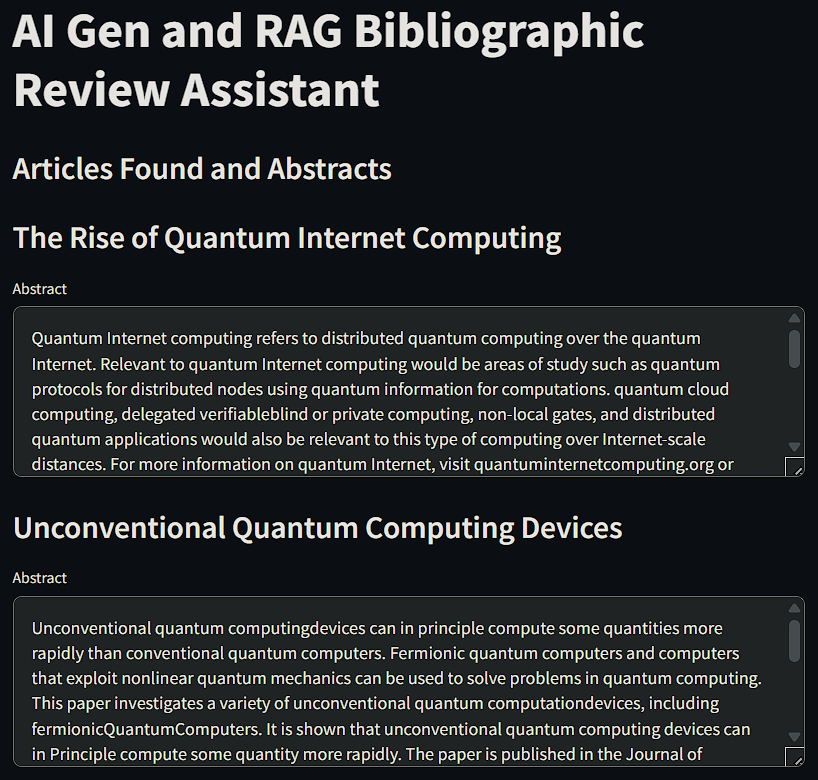 AI Gen and RAG Bibliographic
Review Assistant
Articles Found and Abstracts
The Rise of Quantum Internet Computing
Abstract
Quantum Internet computing refers to distributed quantum computing over the quantum
Internet. Relevant to quantum Internet computing would be areas of study such as quantum
protocols for distributed nodes using quantum information for computations. quantum cloud
computing, delegated verifiableblind or private computing, non-local gates, and distributed
quantum applications would also be relevant to this type of computing over Internet-scale
distances. For more information on quantum Internet, visit quantuminternetcomputing.org or
Unconventional Quantum Computing Devices
Abstract
Unconventional quantum computingdevices can in principle compute some quantities more
rapidly than conventional quantum computers. Fermionic quantum computers and computers
that exploit nonlinear quantum mechanics can be used to solve problems in quantum computing.
This paper investigates a variety of unconventional quantum computationdevices, including
fermionicQuantumComputers. It is shown that unconventional quantum computing devices can
in Principle compute some quantity more rapidly. The paper is published in the Journal of